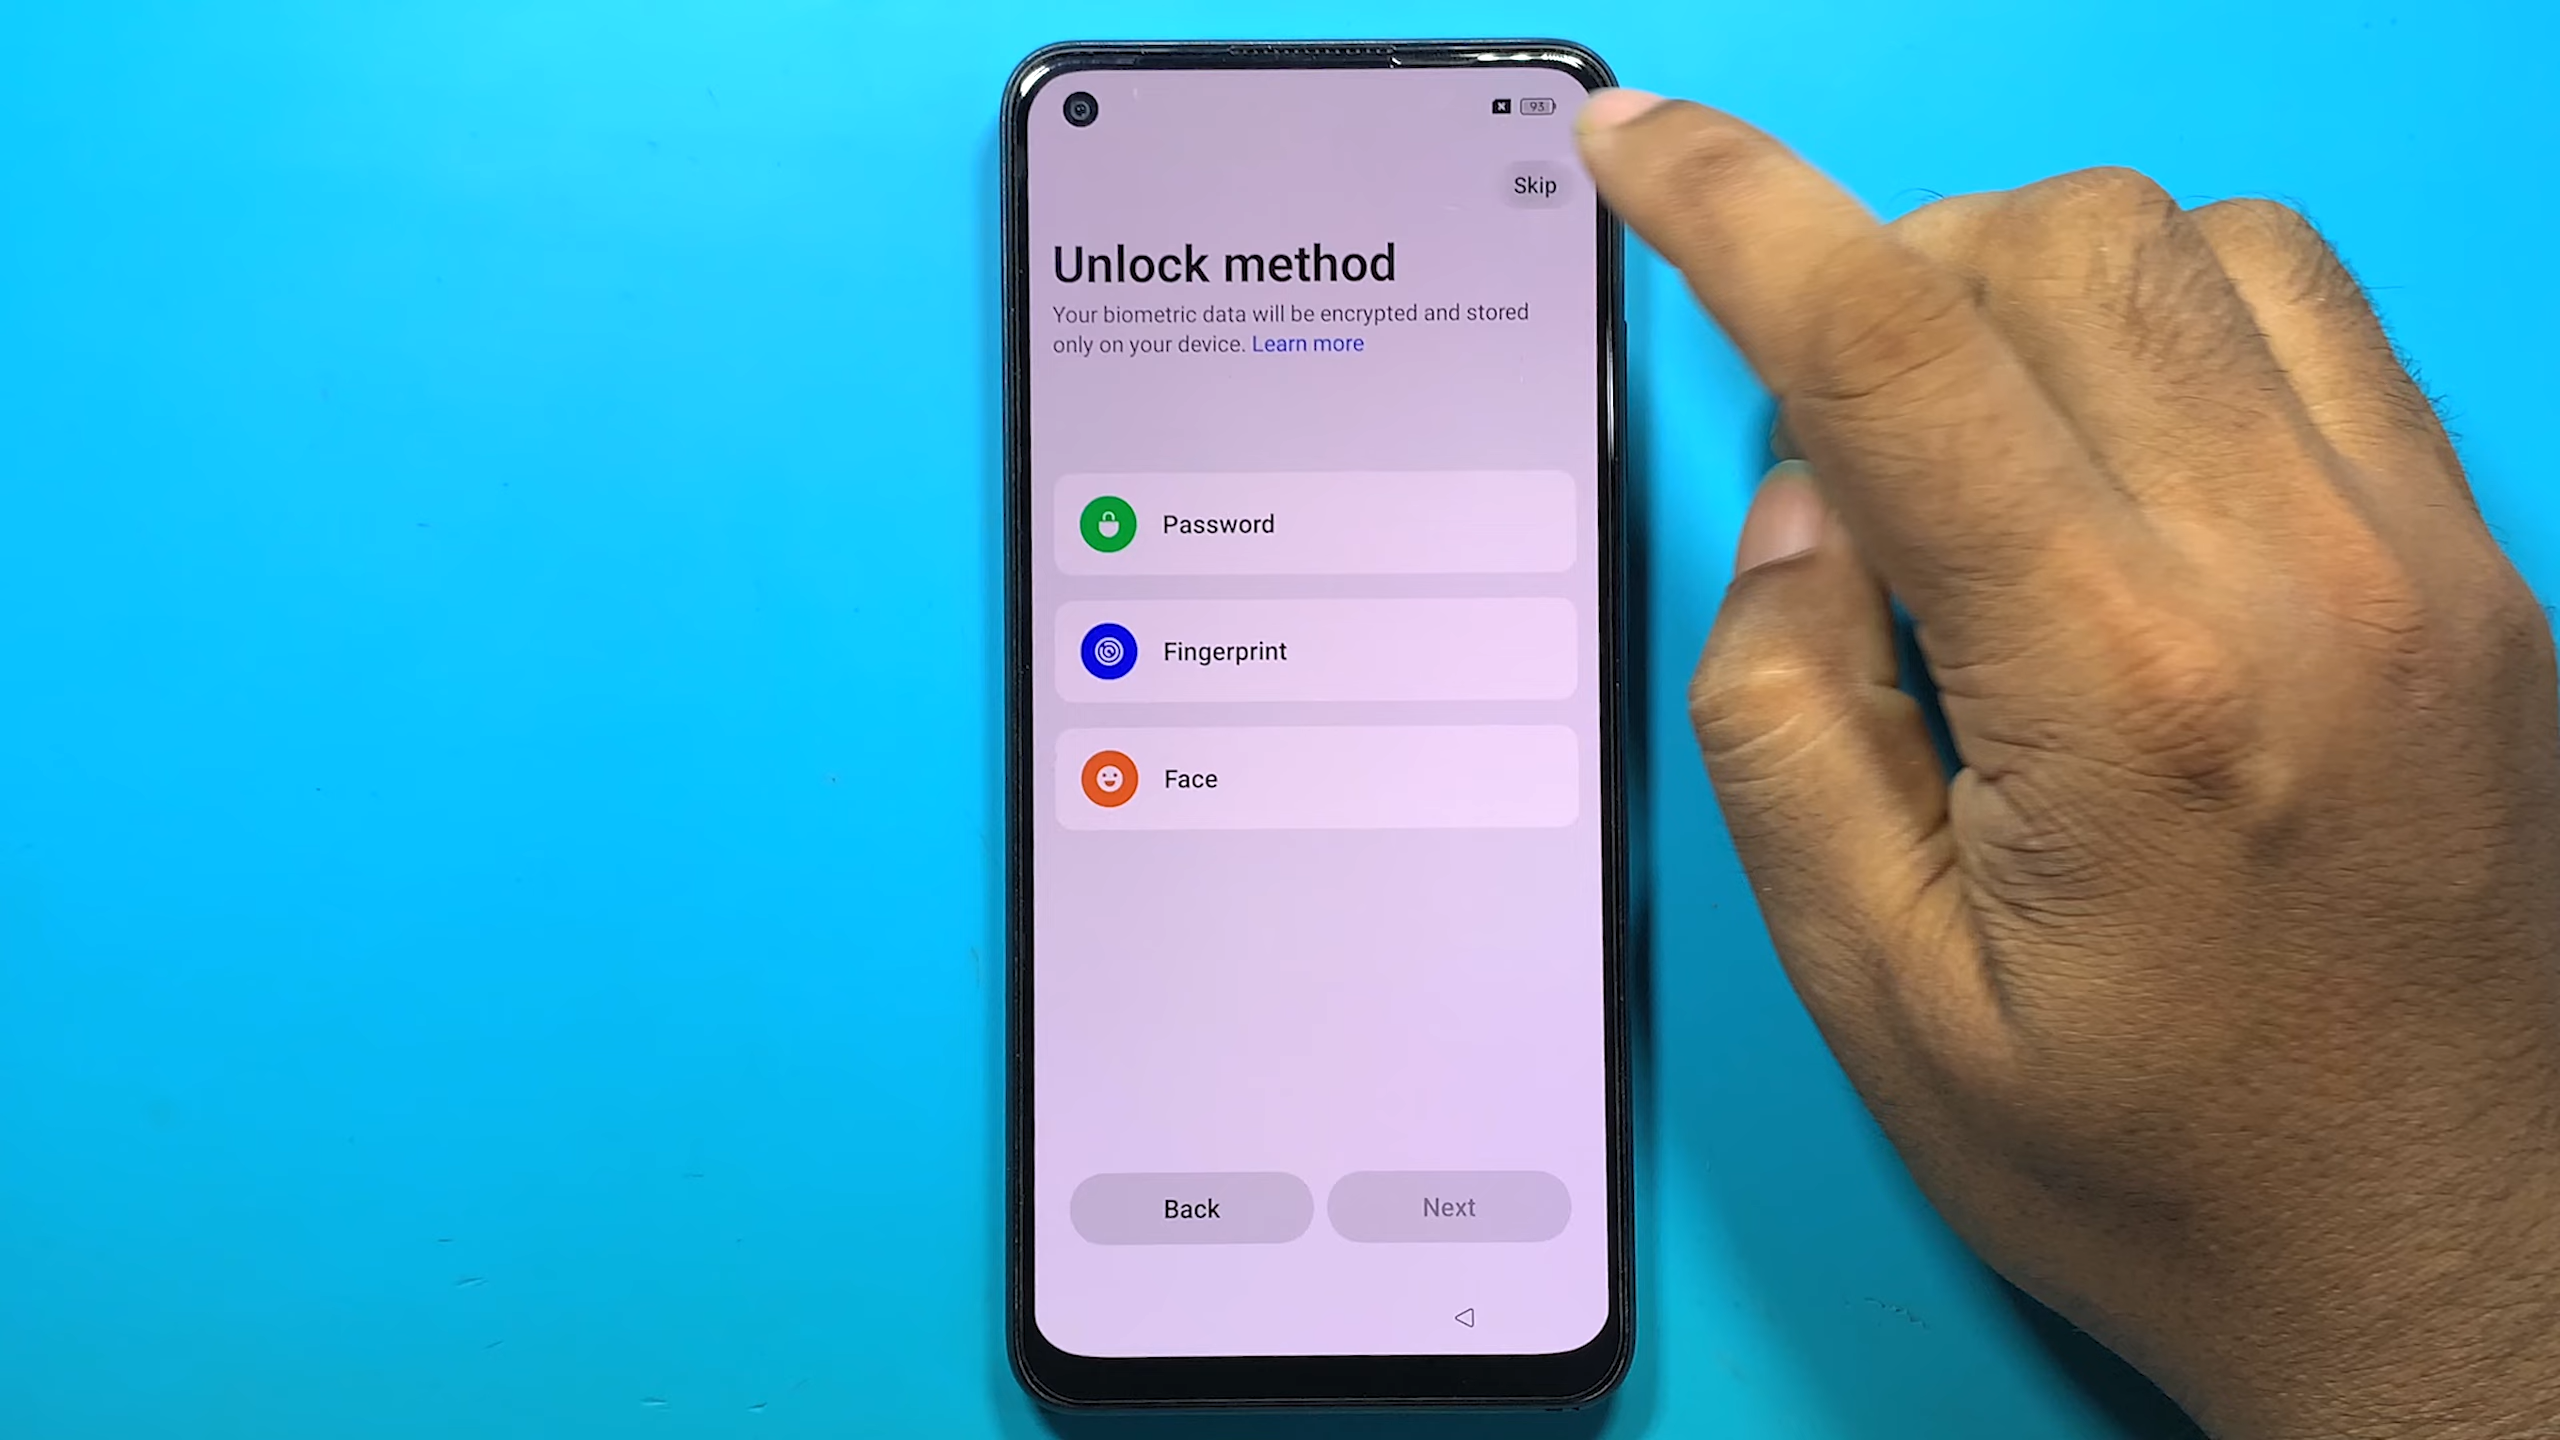 93
Skip
Unlock method
Your biometric data will be encrypted and stored
only on your device. Learn more
Password
Fingerprint
Face
Back
Next